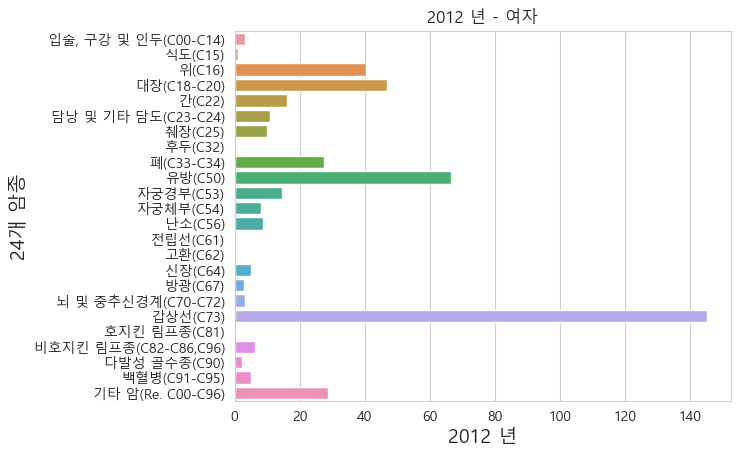 2012 년 - 여자
24개 암종
입술, 구강 및 인두(C00-C14)
식도(C15)
위(C16)
대장(C18-C20)
간(C22)
담낭 및 기타 담도(C23-C24)
췌장(C25)
후두(C32)
폐(C33-C34)
유방(C50)
자궁경부(C53)
자궁체부(C54)
난소(C56)
전립선(C61)
고환(C62)
신장(C64)
방광(C67)
뇌 및 중추신경계(C70-C72)
갑상선(C73)
호지킨 림프종(C81)
비호지킨 림프종(C82-C86,C96)
다발성 골수종(C90)
백혈병(C91-C95)
기타 암(Re. C00-C96)
0 20 40 60 80 100 120 140
2012 년